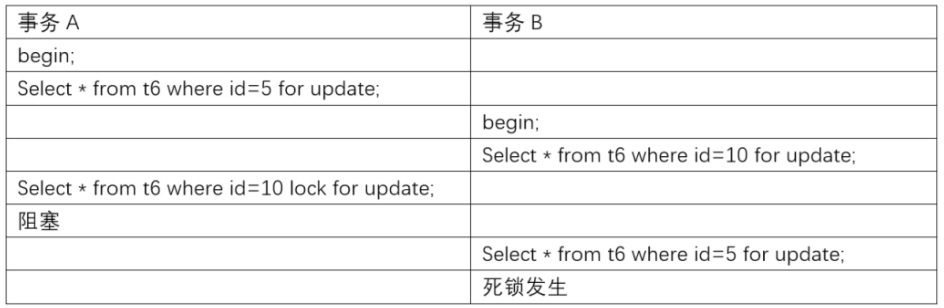 事务 A
事务 B
begin;
Select * from t6 where id=5 for update;
begin;
Select * from t6 where id=10 for update;
Select * from t6 where id=10 lock for update;
阻塞
Select * from t6 where id=5 for update;
死锁发生